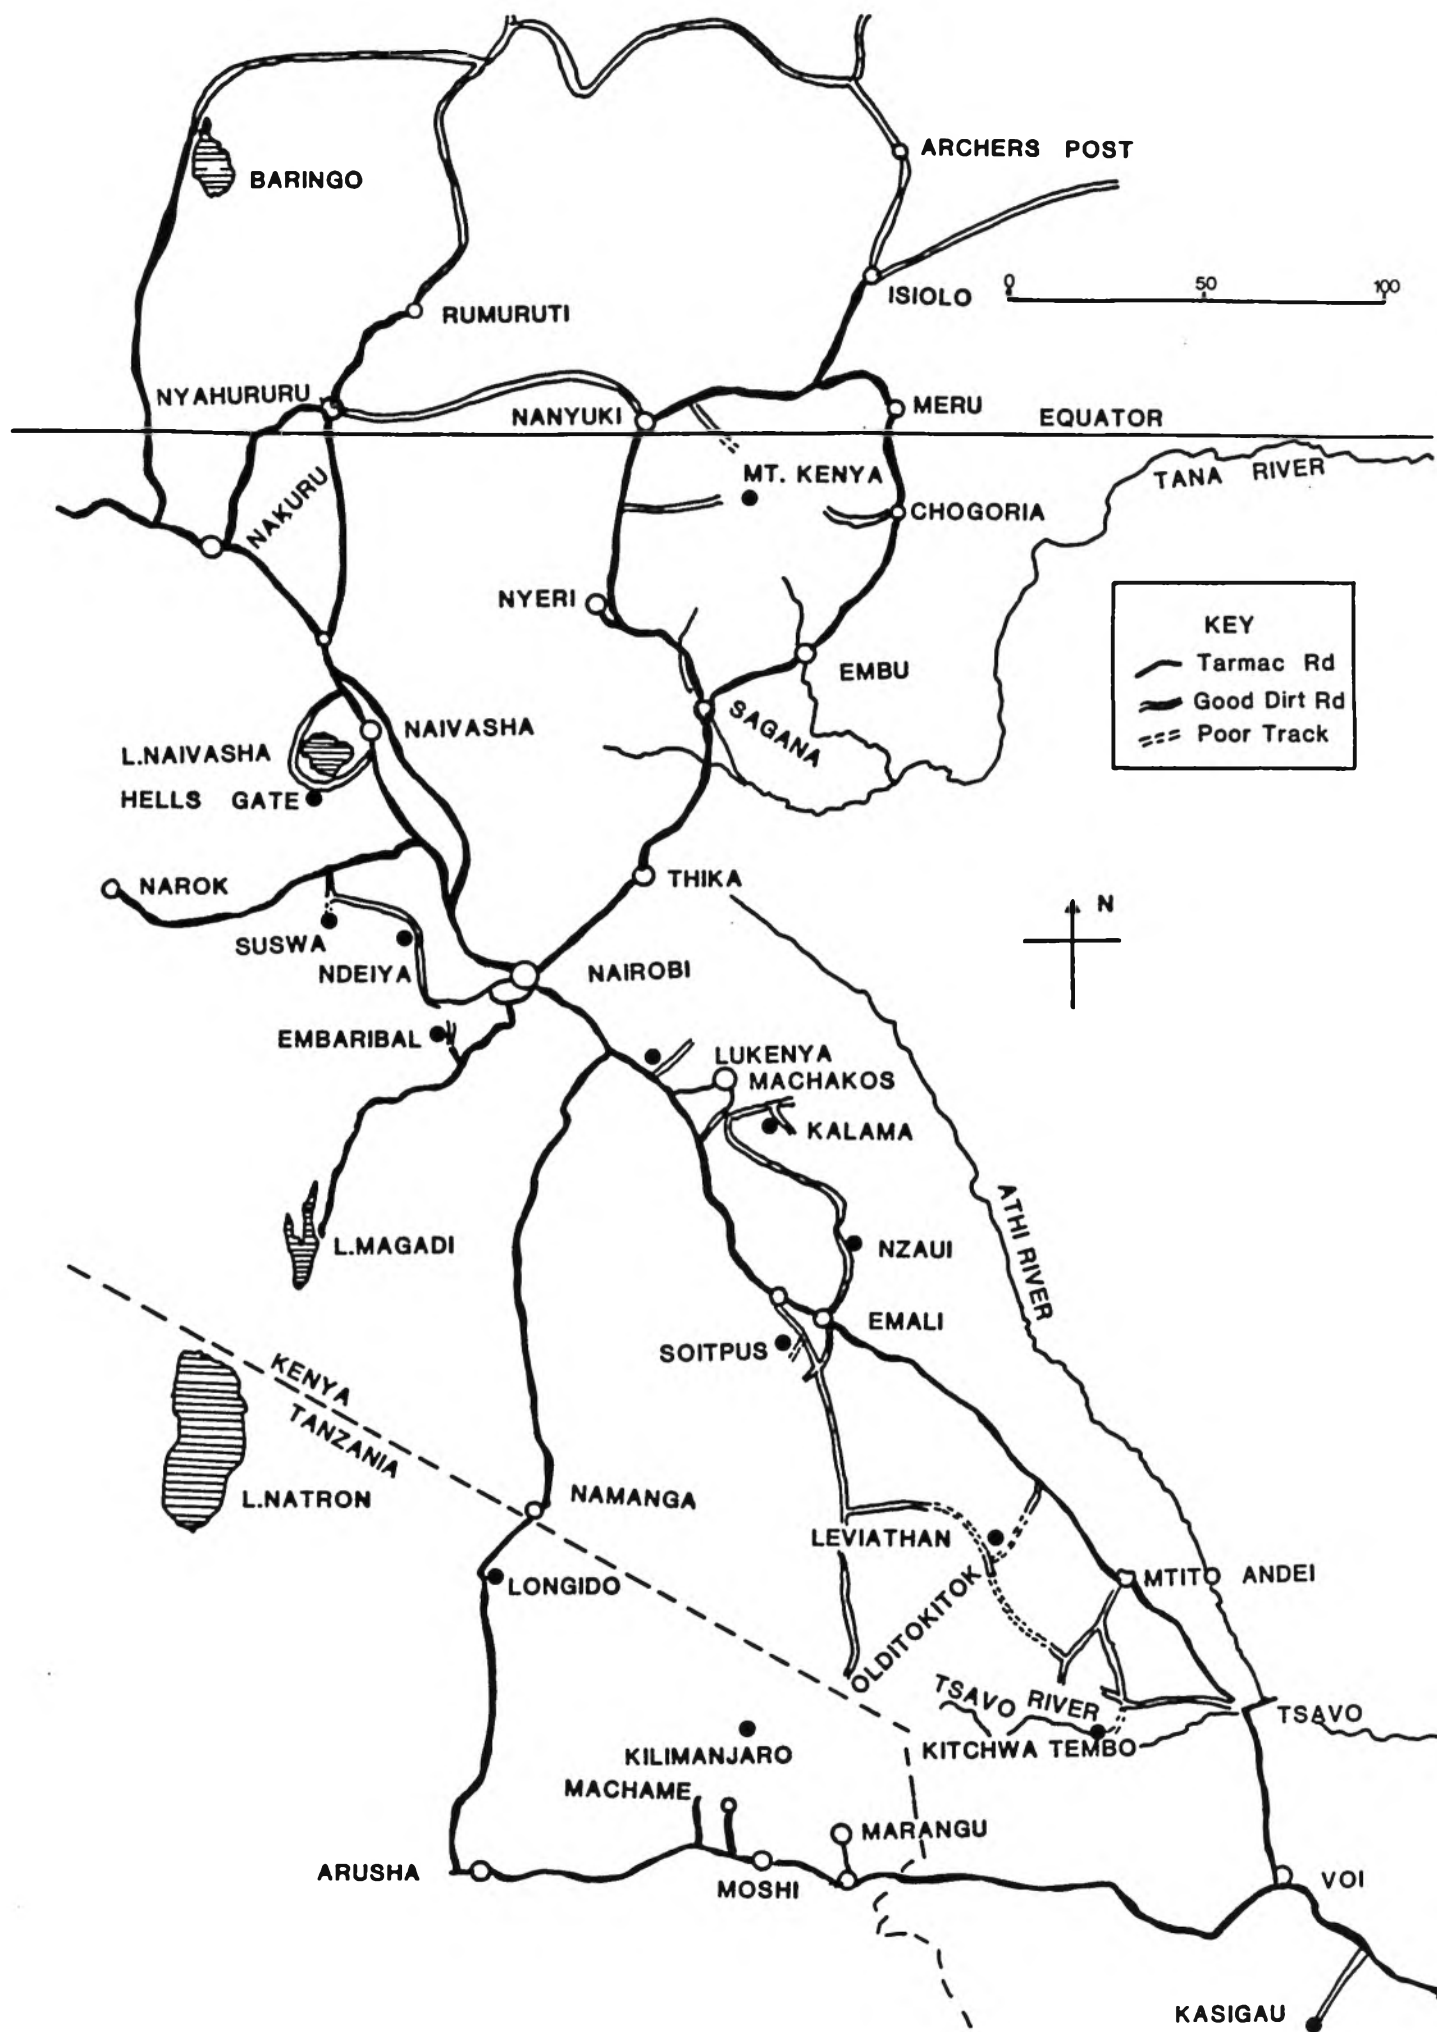 ARCHERS POST
BARINGO
0 50 100
ISIOLO
RUMURUTI
NYAHURURU
NANYUKI
MERU
EQUATOR
MT. KENYA
TANA RIVER
NAKURU
CHOGORIA
NYERI
KEY
Tarmac Rd
Good Dirt Rd
Poor Track
EMBU
SAGANA
NAIVASHA
L.NAIVASHA
HELLS GATE
THIKA
NAROK
N
SUSWA
NDEIYA
NAIROBI
EMBARIBAL
LUKENYA
MACHAKOS
KALAMA
ATHI RIVER
L.MAGADI
NZAUI
EMALI
SOITPUS
KENYA
TANZANIA
L.NATRON
NAMANGA
LEVIATHAN
LONGIDO
MTITO ANDEI
OLDITOKITOK
TSAVO RIVER
TSAVO
KILIMANJARO
KITCHWA TEMBO
MACHAME
MARANGU
ARUSHA
MOSHI
VOI
KASIGAU